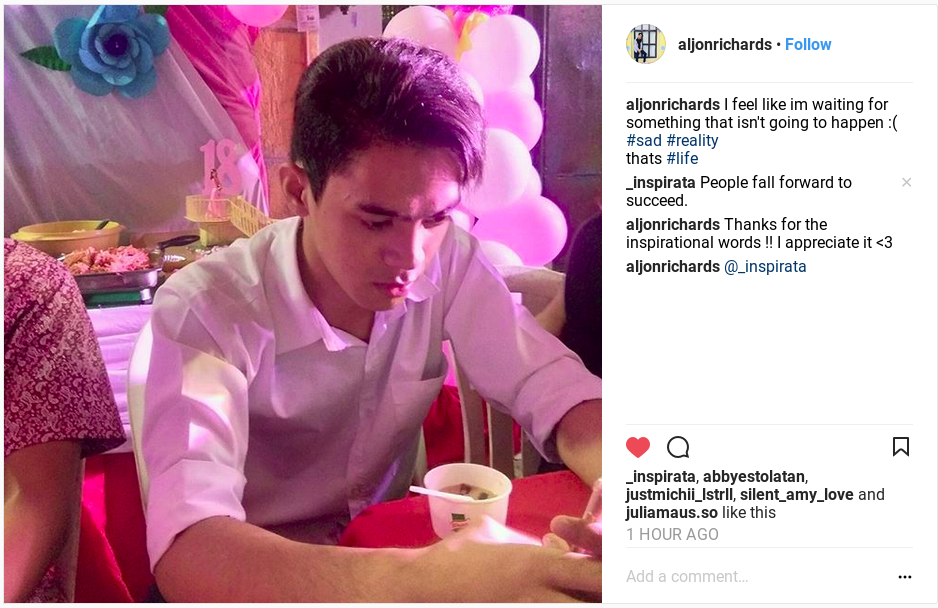 18
aljonrichards • Follow
aljonrichards I feel like im waiting for
something that isn't going to happen :(
#sad #reality
thats #life
_inspirata People fall forward to
succeed.
aljonrichards Thanks for the
inspirational words !! I appreciate it <3
aljonrichards @_inspirata
_inspirata, abbyestolatan,
justmichii_lstrll, silent_amy_love and
juliamaus.so like this
1 HOUR AGO
Add a comment…